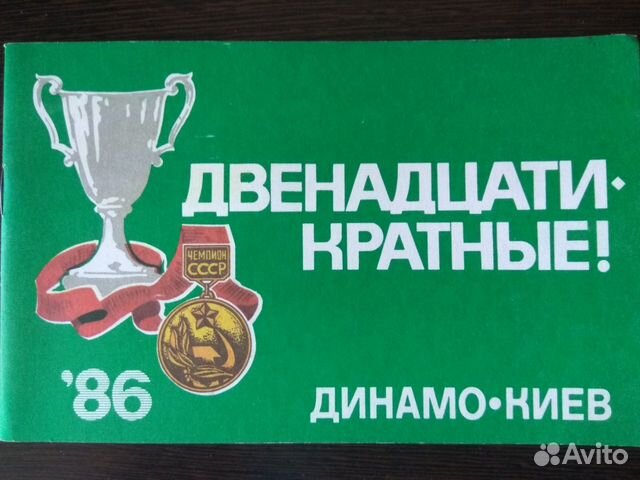 ДВЕНАДЦАТИ-
КРАТНЫЕ!
ЧЕМПИОН
СССР
'86
ДИНАМО•КИЕВ
Avito